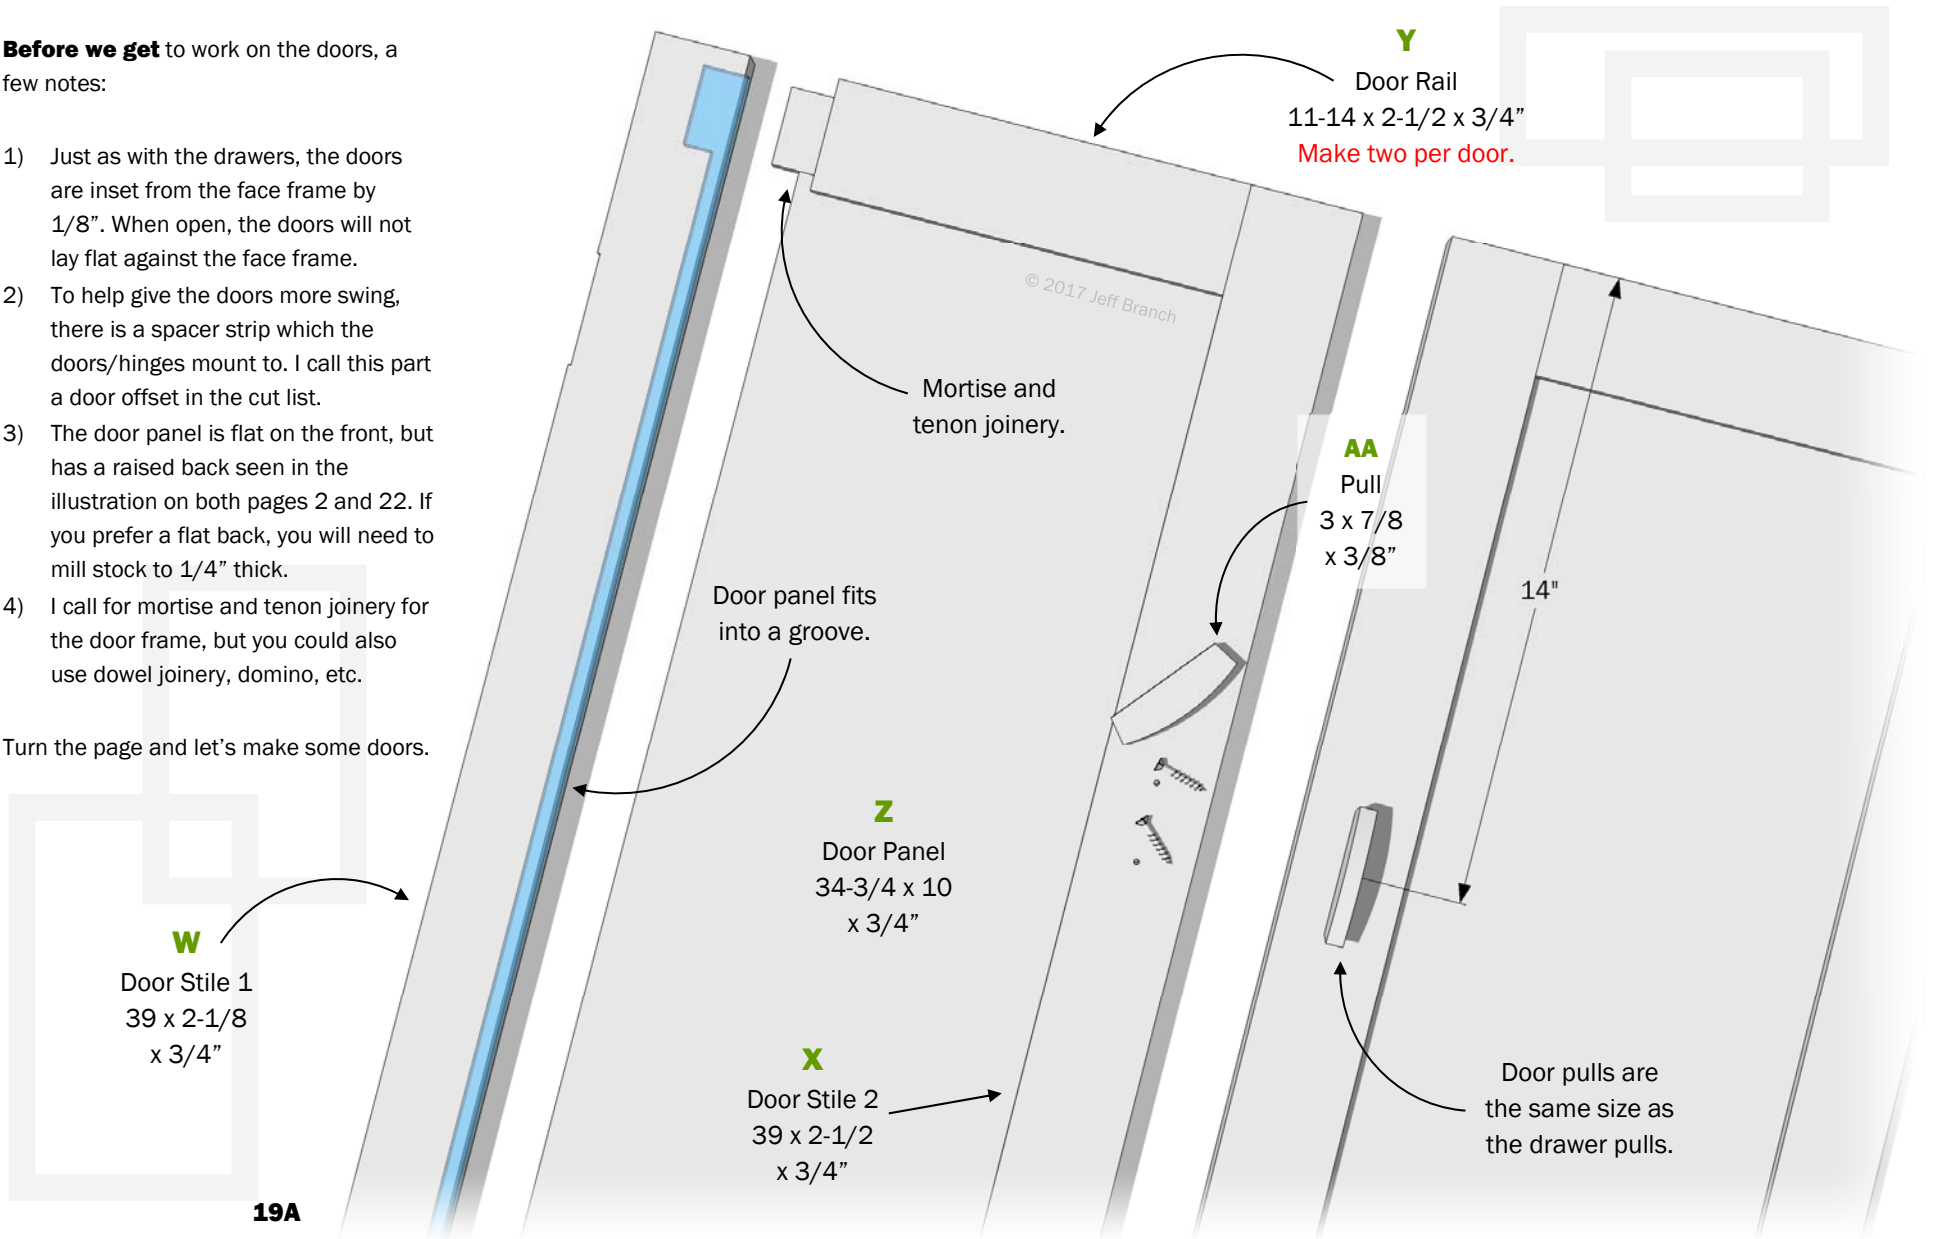 Before we get to work on the doors, a
few notes:
1) Just as with the drawers, the doors
are inset from the face frame by
1/8”. When open, the doors will not
lay flat against the face frame.
2) To help give the doors more swing,
there is a spacer strip which the
doors/hinges mount to. I call this part
a door offset in the cut list.
3) The door panel is flat on the front, but
has a raised back seen in the
illustration on both pages 2 and 22. If
you prefer a flat back, you will need to
mill stock to 1/4” thick.
4) I call for mortise and tenon joinery for
the door frame, but you could also
use dowel joinery, domino, etc.
Turn the page and let’s make some doors.
Y
Door Rail
11-14 x 2-1/2 x 3/4”
Make two per door.
© 2017 Jeff Branch
Mortise and
tenon joinery.
AA
Pull
3 x 7/8
x 3/8”
14"
Door panel fits
into a groove.
Z
Door Panel
34-3/4 x 10
x 3/4”
W
Door Stile 1
39 x 2-1/8
x 3/4”
X
Door Stile 2
39 x 2-1/2
x 3/4”
Door pulls are
the same size as
the drawer pulls.
19A